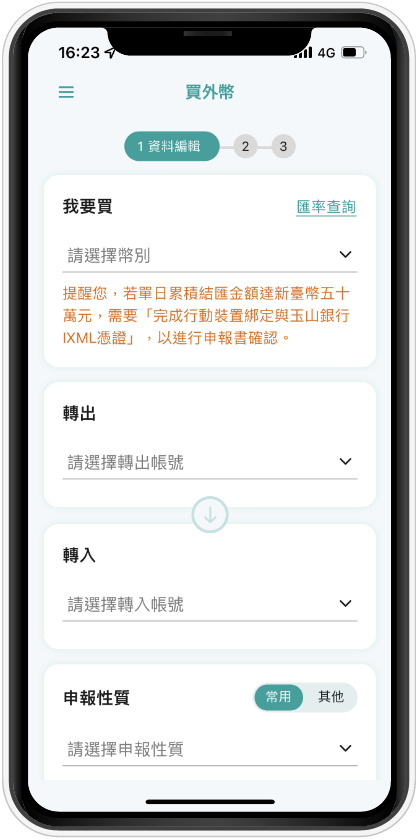 16:23 4G
買外幣
1 資料編輯 2 3
我要買 匯率查詢
請選擇幣別
提醒您，若單日累積結匯金額達新臺幣五十
萬元，需要「完成行動裝置綁定與玉山銀行
IXML憑證」，以進行申報書確認。
轉出
請選擇轉出帳號
轉入
請選擇轉入帳號
申報性質 常用 其他
請選擇申報性質